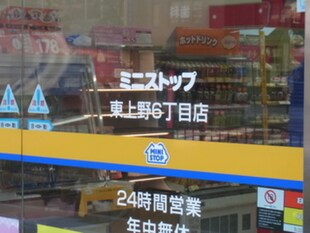 178
ホットドリンク
ミニストップ
東上野6丁目店
MINI
STOP
24時間営業
年中無休